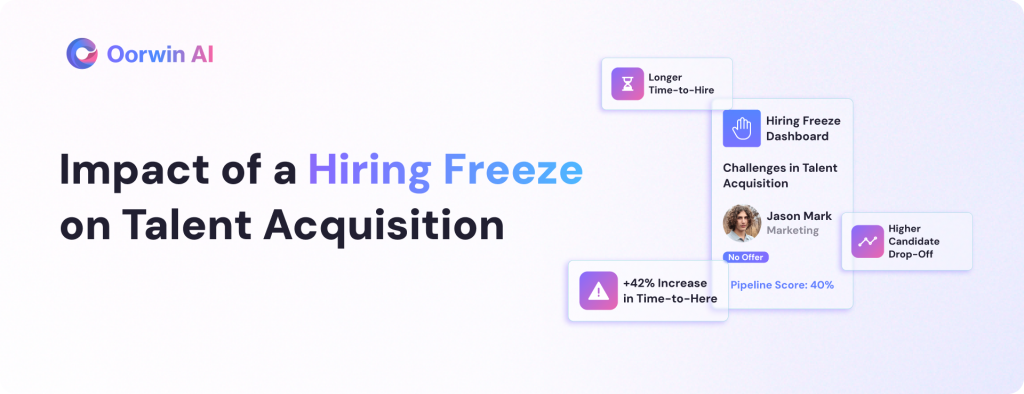 Oorwin AI
Impact of a Hiring Freeze
on Talent Acquisition
Longer
Time-to-Hire
Hiring Freeze
Dashboard
Challenges in Talent
Acquisition
Jason Mark
Marketing
No Offer
Pipeline Score: 40%
Higher
Candidate
Drop-Off
+42% Increase
in Time-to-Here